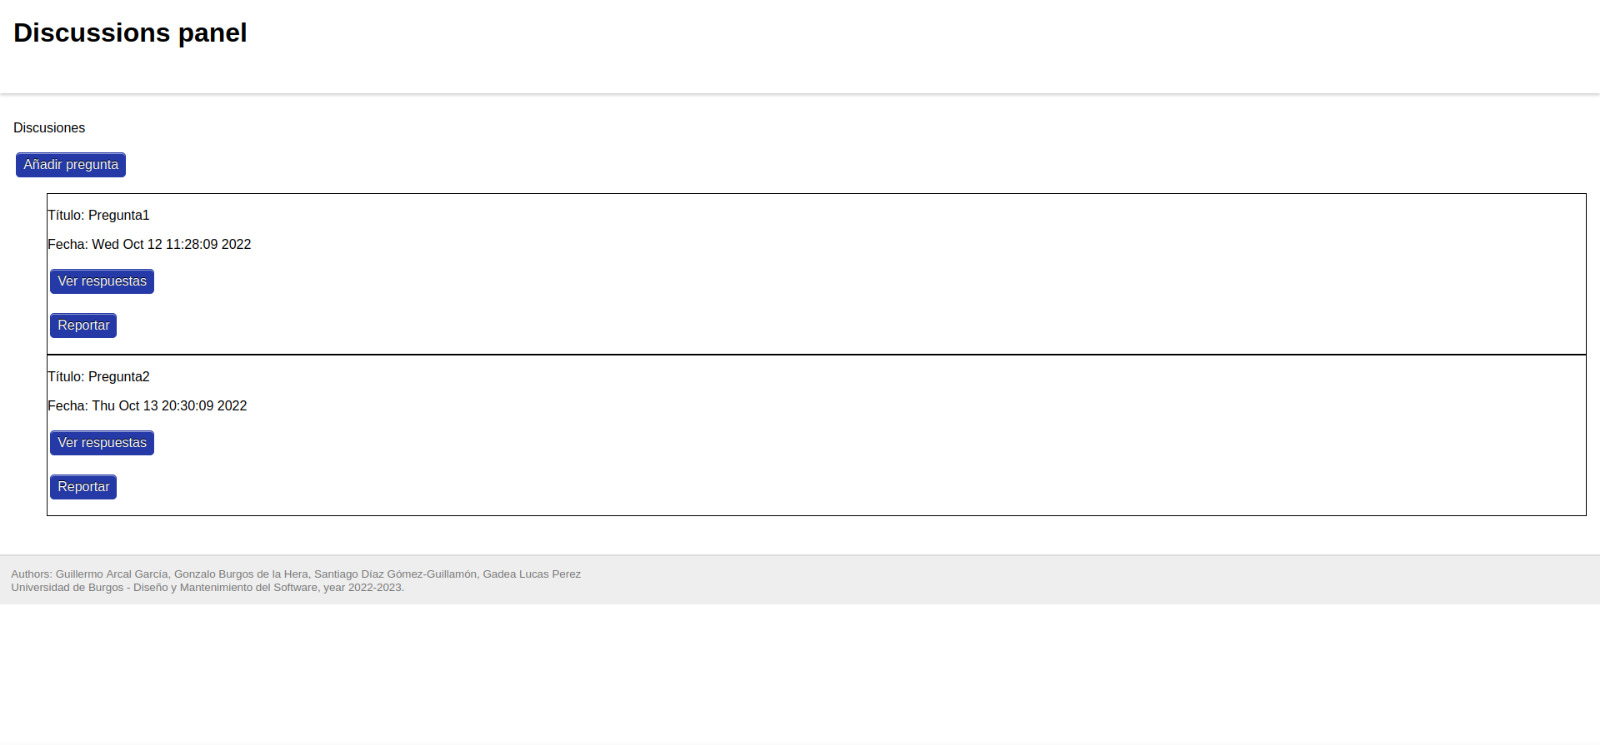 Discussions panel
Discusiones
Añadir pregunta
Título: Pregunta1
Fecha: Wed Oct 12 11:28:09 2022
Ver respuestas
Reportar
Título: Pregunta2
Fecha: Thu Oct 13 20:30:09 2022
Ver respuestas
Reportar
Authors: Guillermo Arcal García, Gonzalo Burgos de la Hera, Santiago Díaz Gómez-Guillamón, Gadea Lucas Perez
Universidad de Burgos - Diseño y Mantenimiento del Software, year 2022-2023.